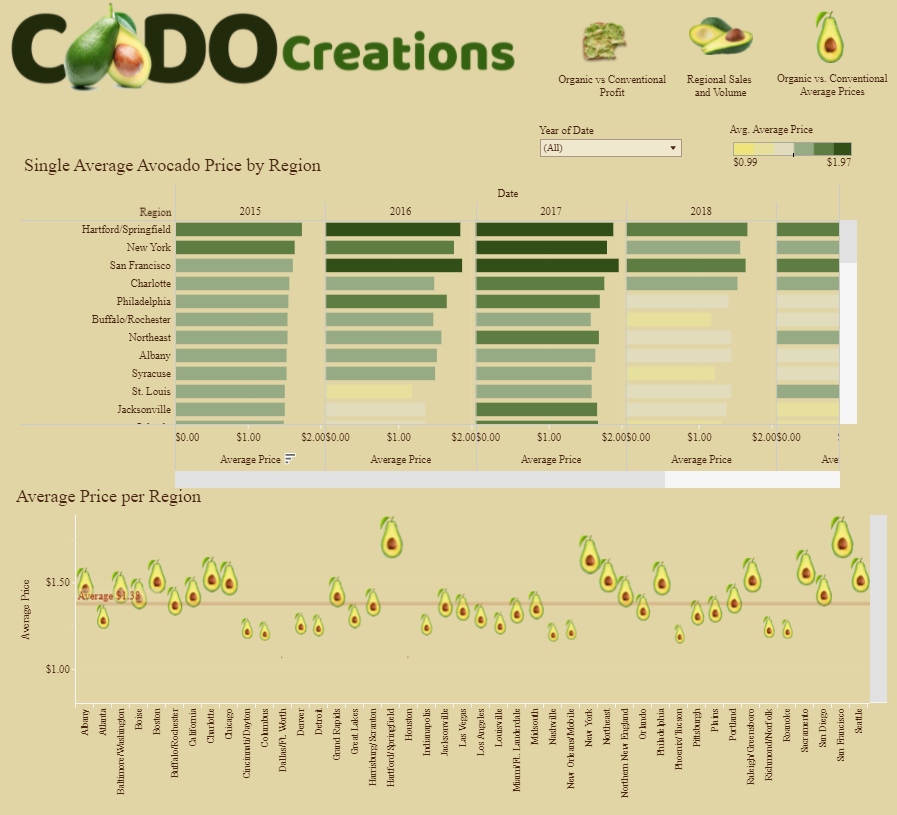 CADO Creations
Organic vs Conventional
Profit
Regional Sales
and Volume
Organic vs. Conventional
Average Prices
Year of Date
(All)
Avg. Average Price
$0.99 $1.97
Single Average Avocado Price by Region
Date
Region 2015 2016 2017 2018
Hartford/Springfield
New York
San Francisco
Charlotte
Philadelphia
Buffalo/Rochester
Northeast
Albany
Syracuse
St. Louis
Jacksonville
$0.00 $1.00 $2.00 $0.00 $1.00 $2.00 $0.00 $1.00 $2.00 $0.00 $1.00 $2.00 $0.00
Average Price Average Price Average Price Average Price Ave
Average Price per Region
Average Price
$1.50
Average $1.38
$1.00
Albany
Atlanta
Baltimore/Washington
Boise
Boston
Buffalo/Rochester
California
Charlotte
Chicago
Cincinnati/Dayton
Columbus
Dallas/Ft. Worth
Denver
Detroit
Grand Rapids
Great Lakes
Harrisburg/Scranton
Hartford/Springfield
Houston
Indianapolis
Jacksonville
Las Vegas
Los Angeles
Louisville
Miami/Ft. Lauderdale
Midsouth
Nashville
New Orleans/Mobile
New York
Northeast
Northern New England
Orlando
Philadelphia
Phoenix/Tucson
Pittsburgh
Plains
Portland
Raleigh/Greensboro
Richmond/Norfolk
Roanoke
Sacramento
San Diego
San Francisco
Seattle